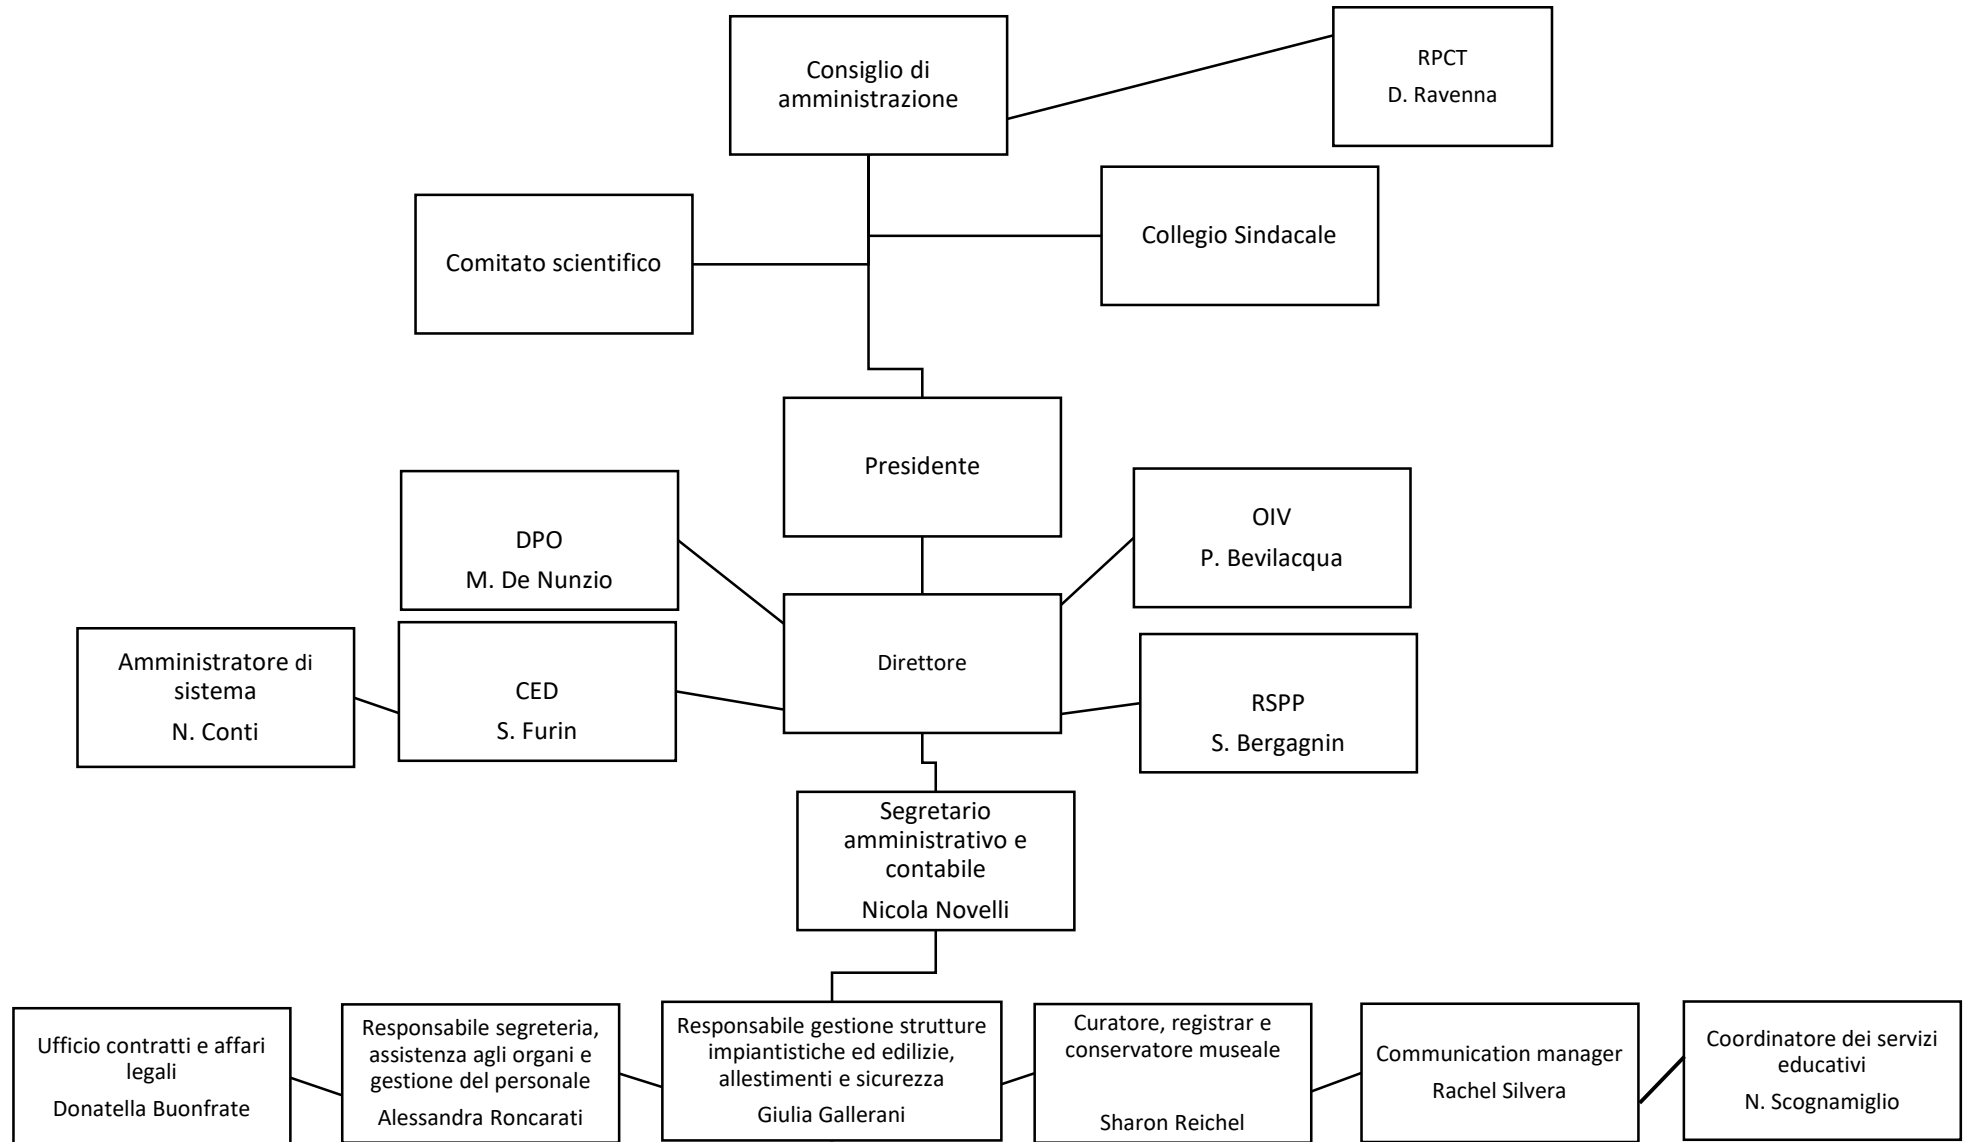 Consiglio di
amministrazione
RPCT
D. Ravenna
Comitato scientifico
Collegio Sindacale
Presidente
DPO
M. De Nunzio
OIV
P. Bevilacqua
Amministratore di
sistema
N. Conti
CED
S. Furin
Direttore
RSPP
S. Bergagnin
Segretario
amministrativo e
contabile
Nicola Novelli
Ufficio contratti e affari
legali
Donatella Buonfrate
Responsabile segreteria,
assistenza agli organi e
gestione del personale
Alessandra Roncarati
Responsabile gestione strutture
impiantistiche ed edilizie,
allestimenti e sicurezza
Giulia Gallerani
Curatore, registrar e
conservatore museale
Sharon Reichel
Communication manager
Rachel Silvera
Coordinatore dei servizi
educativi
N. Scognamiglio